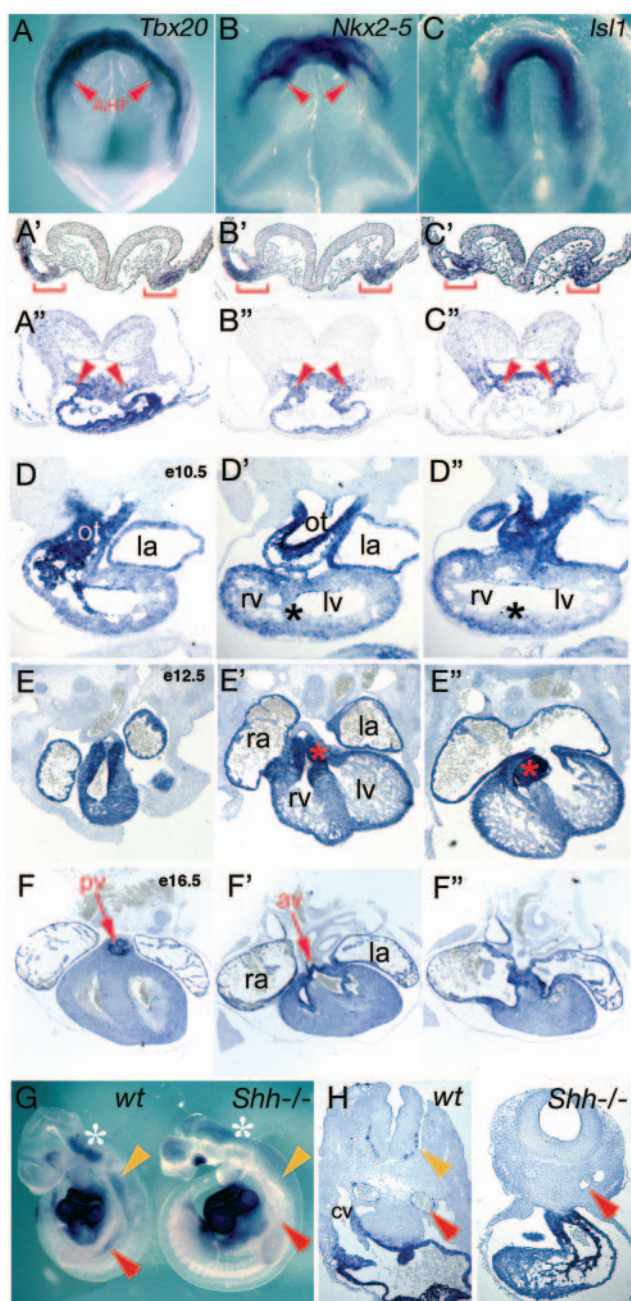 A Tbx20 B Nkx2-5 C Isl1
AHF
A' B' C'
A" B" C"
D e10.5 D' D"
ot ot
la la
rv lv rv lv
* *
E e12.5 E' E"
ra la
* *
rv lv
F pv e16.5 F' av F"
ra la
G wt Shh-/- H wt Shh-/-
* *
cv